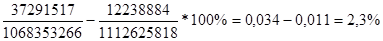 37291517/1068353266 − 12238884/1112625818 *100% = 0,034 − 0,011 = 2,3%